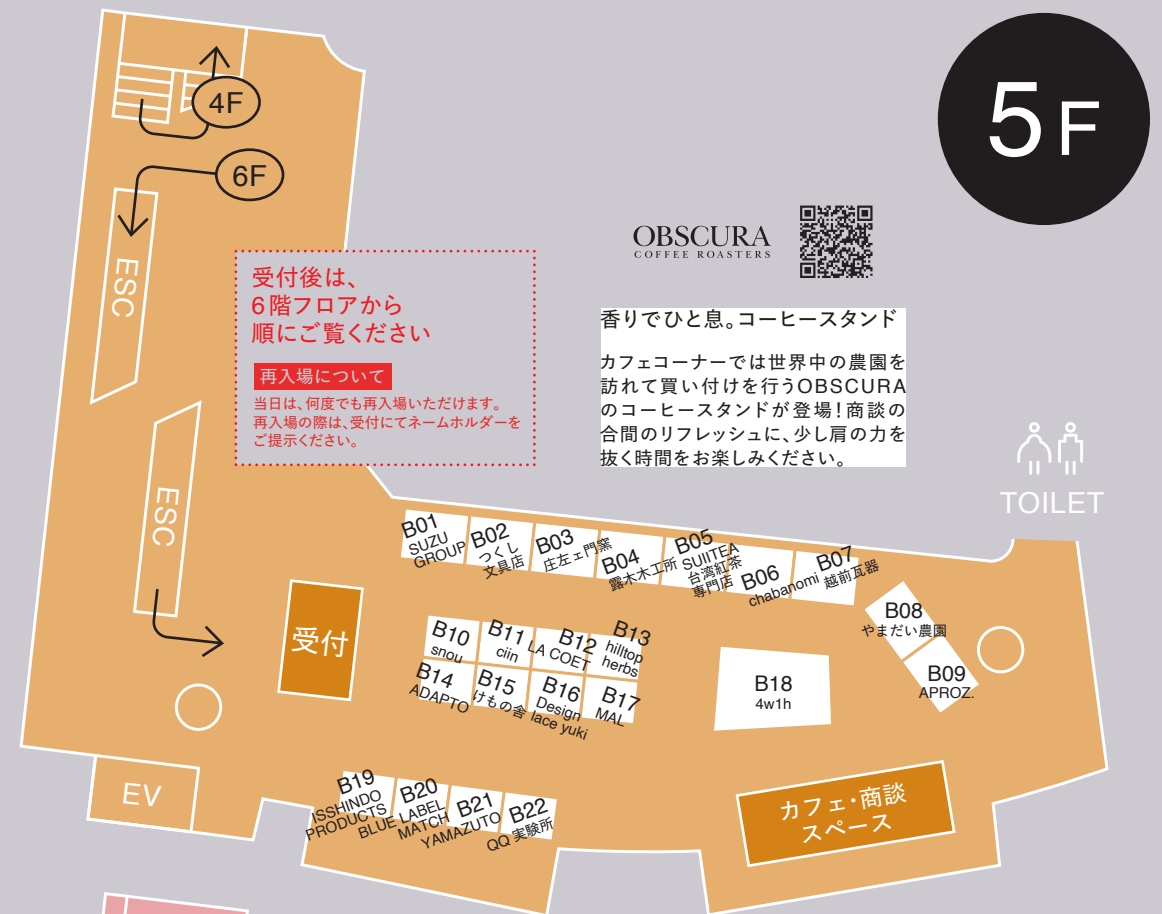 5F
4F
6F
ESC
受付後は、
6階フロアから
順にご覧ください
再入場について
当日は、何度でも再入場いただけます。
再入場の際は、受付にてネームホルダーを
ご提示ください。
OBSCURA
COFFEE ROASTERS
香りでひと息。コーヒースタンド
カフェコーナーでは世界中の農園を
訪れて買い付けを行うOBSCURA
のコーヒースタンドが登場!商談の
合間のリフレッシュに、少し肩の力を
抜く時間をお楽しみください。
TOILET
ESC
B01
SUZU
GROUP
B02
つくし
文具店
B03
庄左ェ門窯
B04
露木木工所
B05
SUIITEA
台湾紅茶
専門店
B06
chabanomi
B07
越前瓦器
B08
やまだい農園
B09
APROZ.
受付
B10
snou
B11
ciin
B12
LA COET
B13
hilltop
herbs
B14
ADAPTO
B15
けもの舎
B16
Design
lace yuki
B17
MAL
B18
4w1h
EV
B19
ISSHINDO
PRODUCTS
B20
BLUE LABEL
MATCH
B21
YAMAZUTO
B22
QQ 実験所
カフェ・商談
スペース